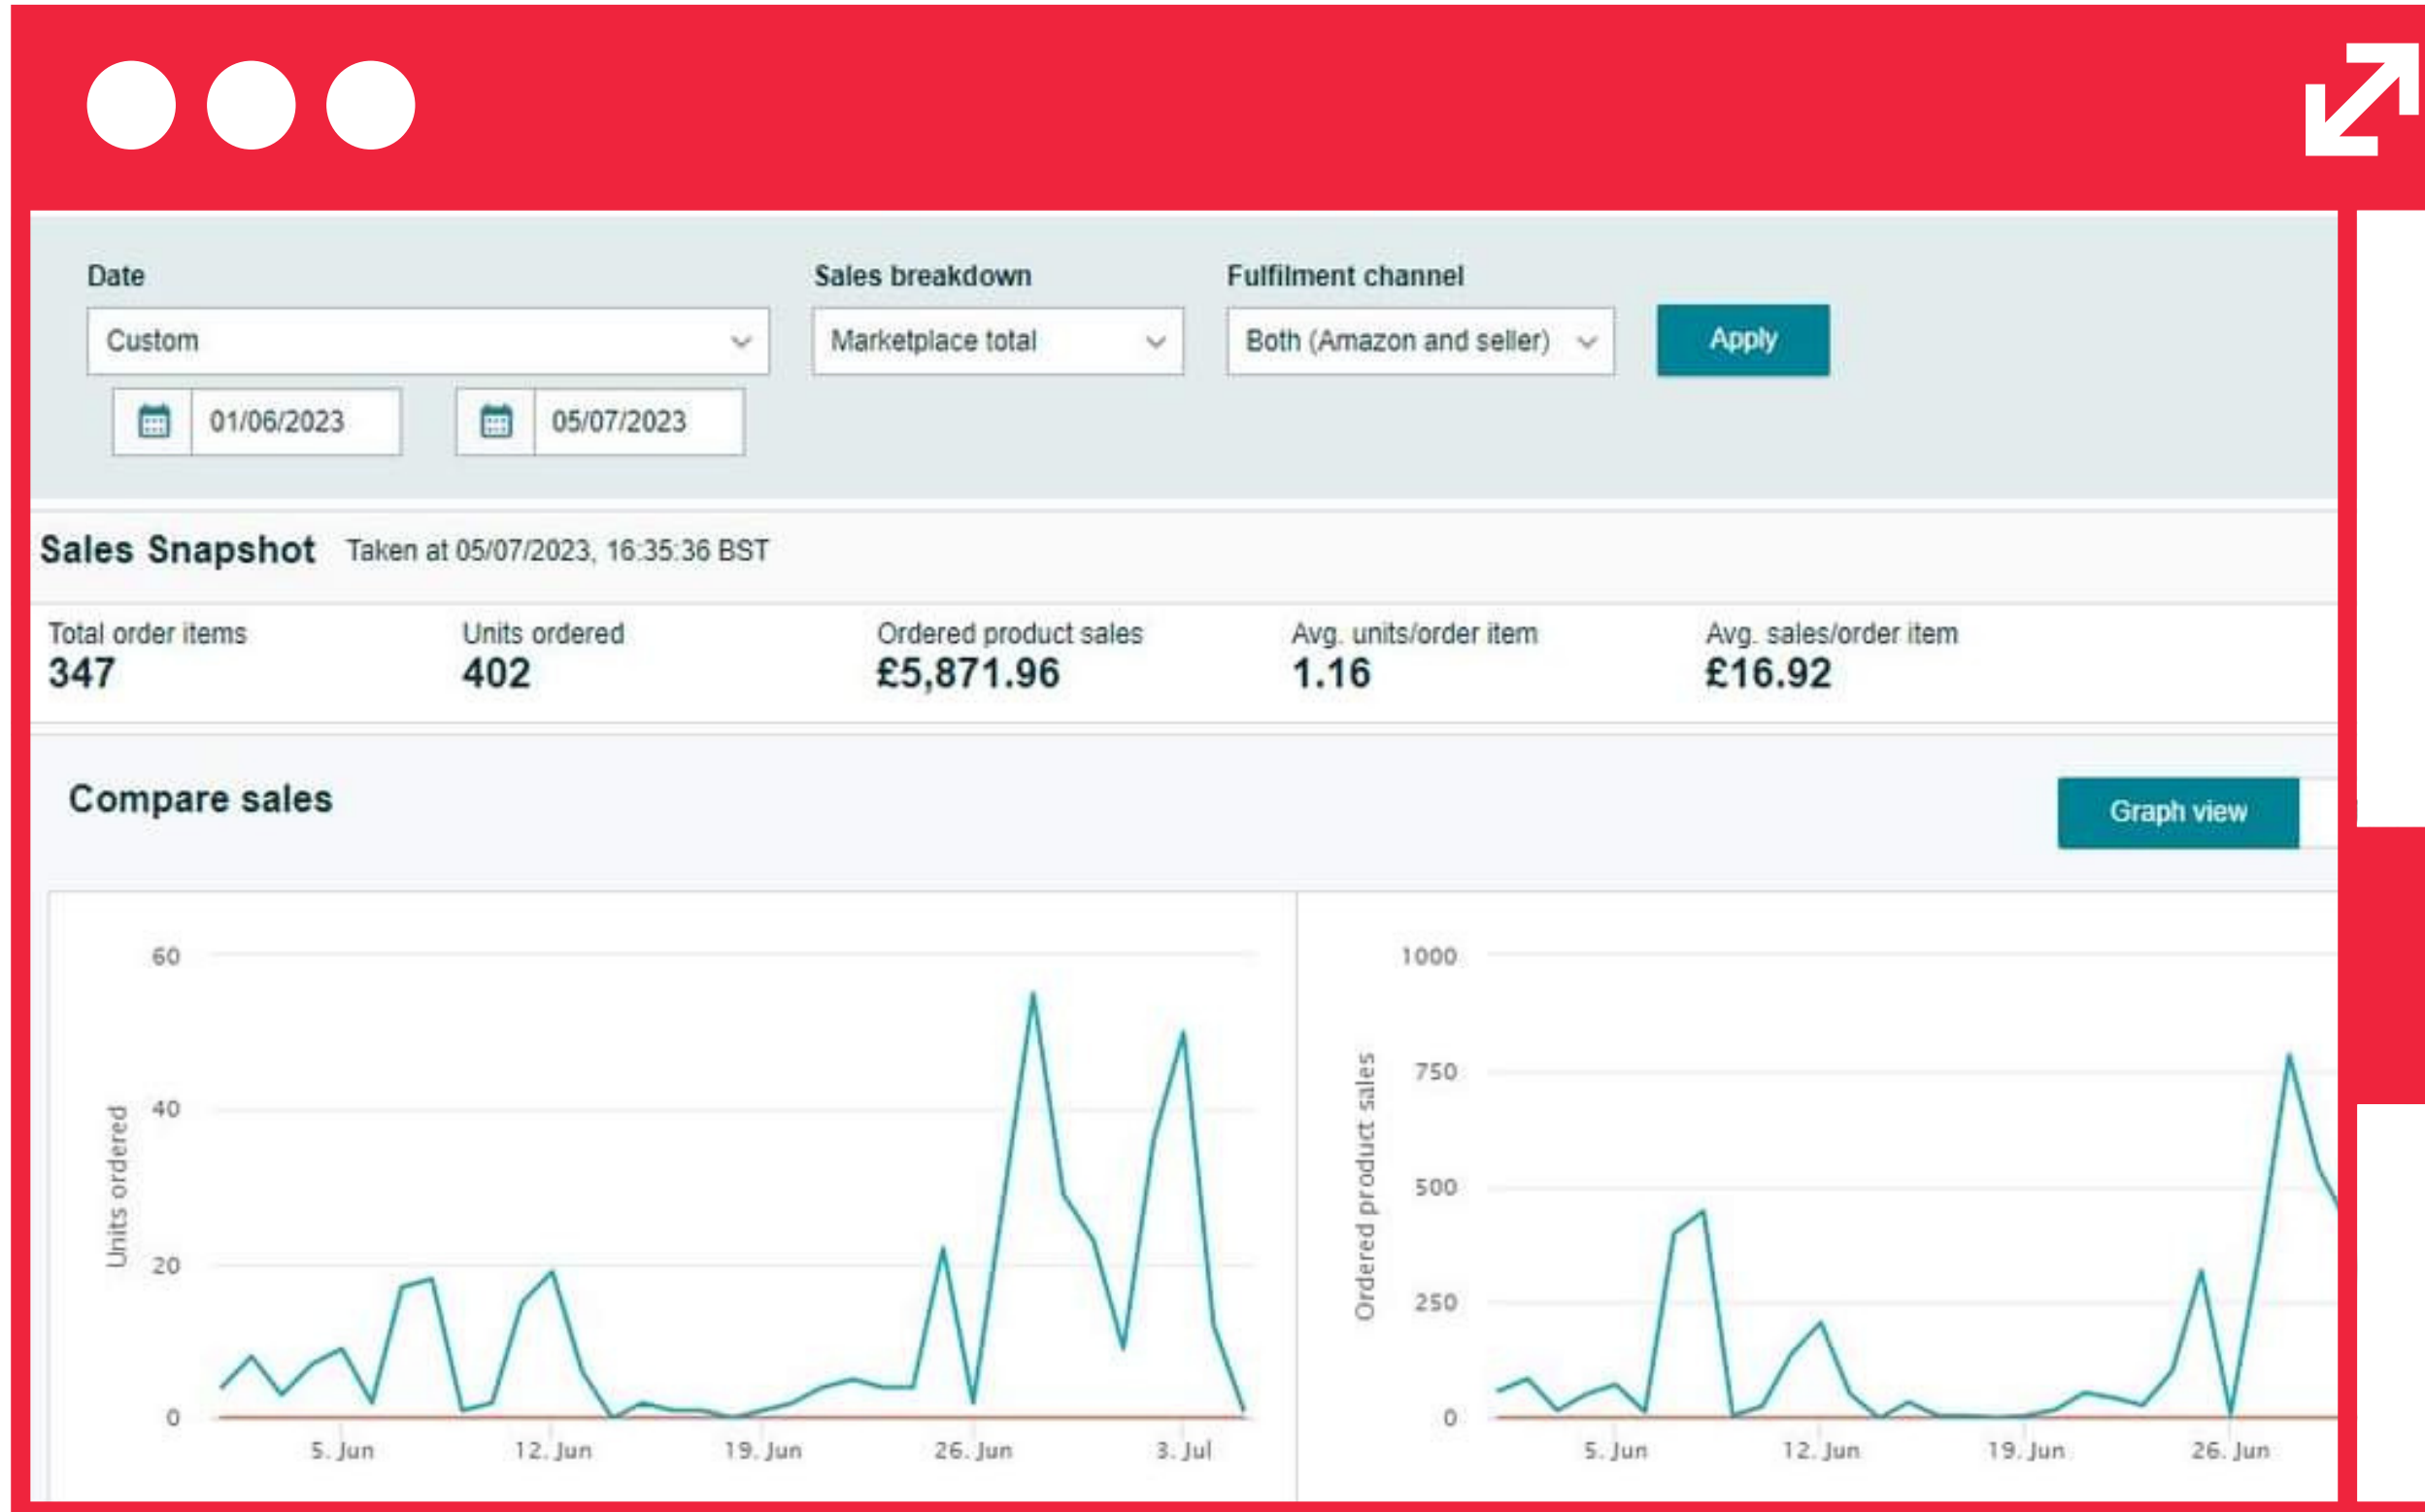 Date
Sales breakdown
Fulfilment channel
Custom
Marketplace total
Both (Amazon and seller)
Apply
01/06/2023
05/07/2023
Sales Snapshot Taken at 05/07/2023, 16:35:36 BST
Total order items
347
Units ordered
402
Ordered product sales
£5,871.96
Avg. units/order item
1.16
Avg. sales/order item
£16.92
Compare sales
Graph view
Units ordered
60
40
20
0
5. Jun
12. Jun
19. Jun
26. Jun
3. Jul
Ordered product sales
1000
750
500
250
0
5. Jun
12. Jun
19. Jun
26. Jun